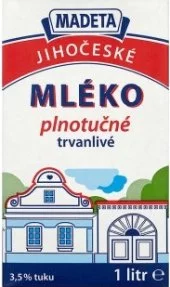 MADETA
JIHOČESKÉ
MLÉKO
plnotučné
trvanlivé
3,5% tuku
1 litr ℮